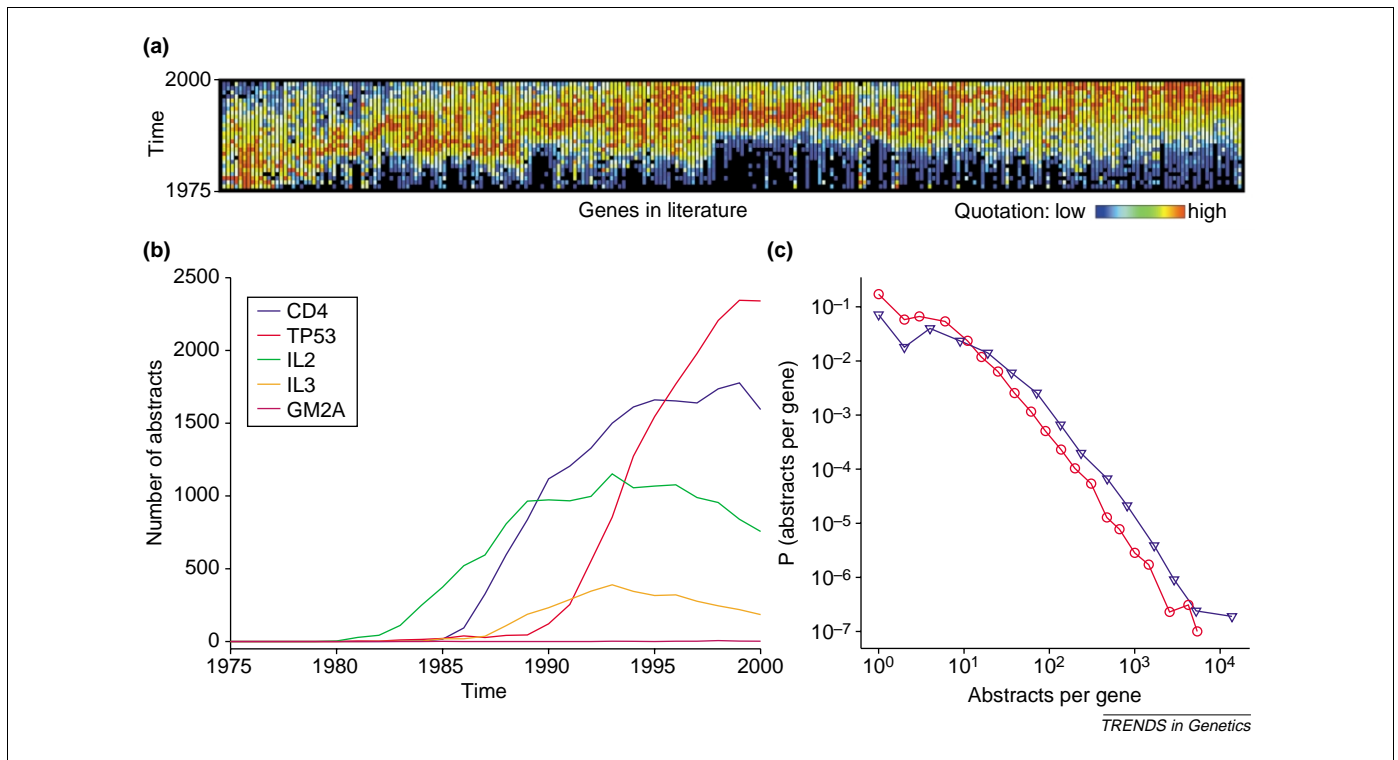 (a)
2000
Time
1975
Genes in literature
Quotation: low high
(b)
2500
2000
1500
1000
500
0
Number of abstracts
CD4
TP53
IL2
IL3
GM2A
1975 1980 1985 1990 1995 2000
Time
(c)
10⁻¹
10⁻²
10⁻³
10⁻⁴
10⁻⁵
10⁻⁶
10⁻⁷
P (abstracts per gene)
10⁰ 10¹ 10² 10³ 10⁴
Abstracts per gene
TRENDS in Genetics